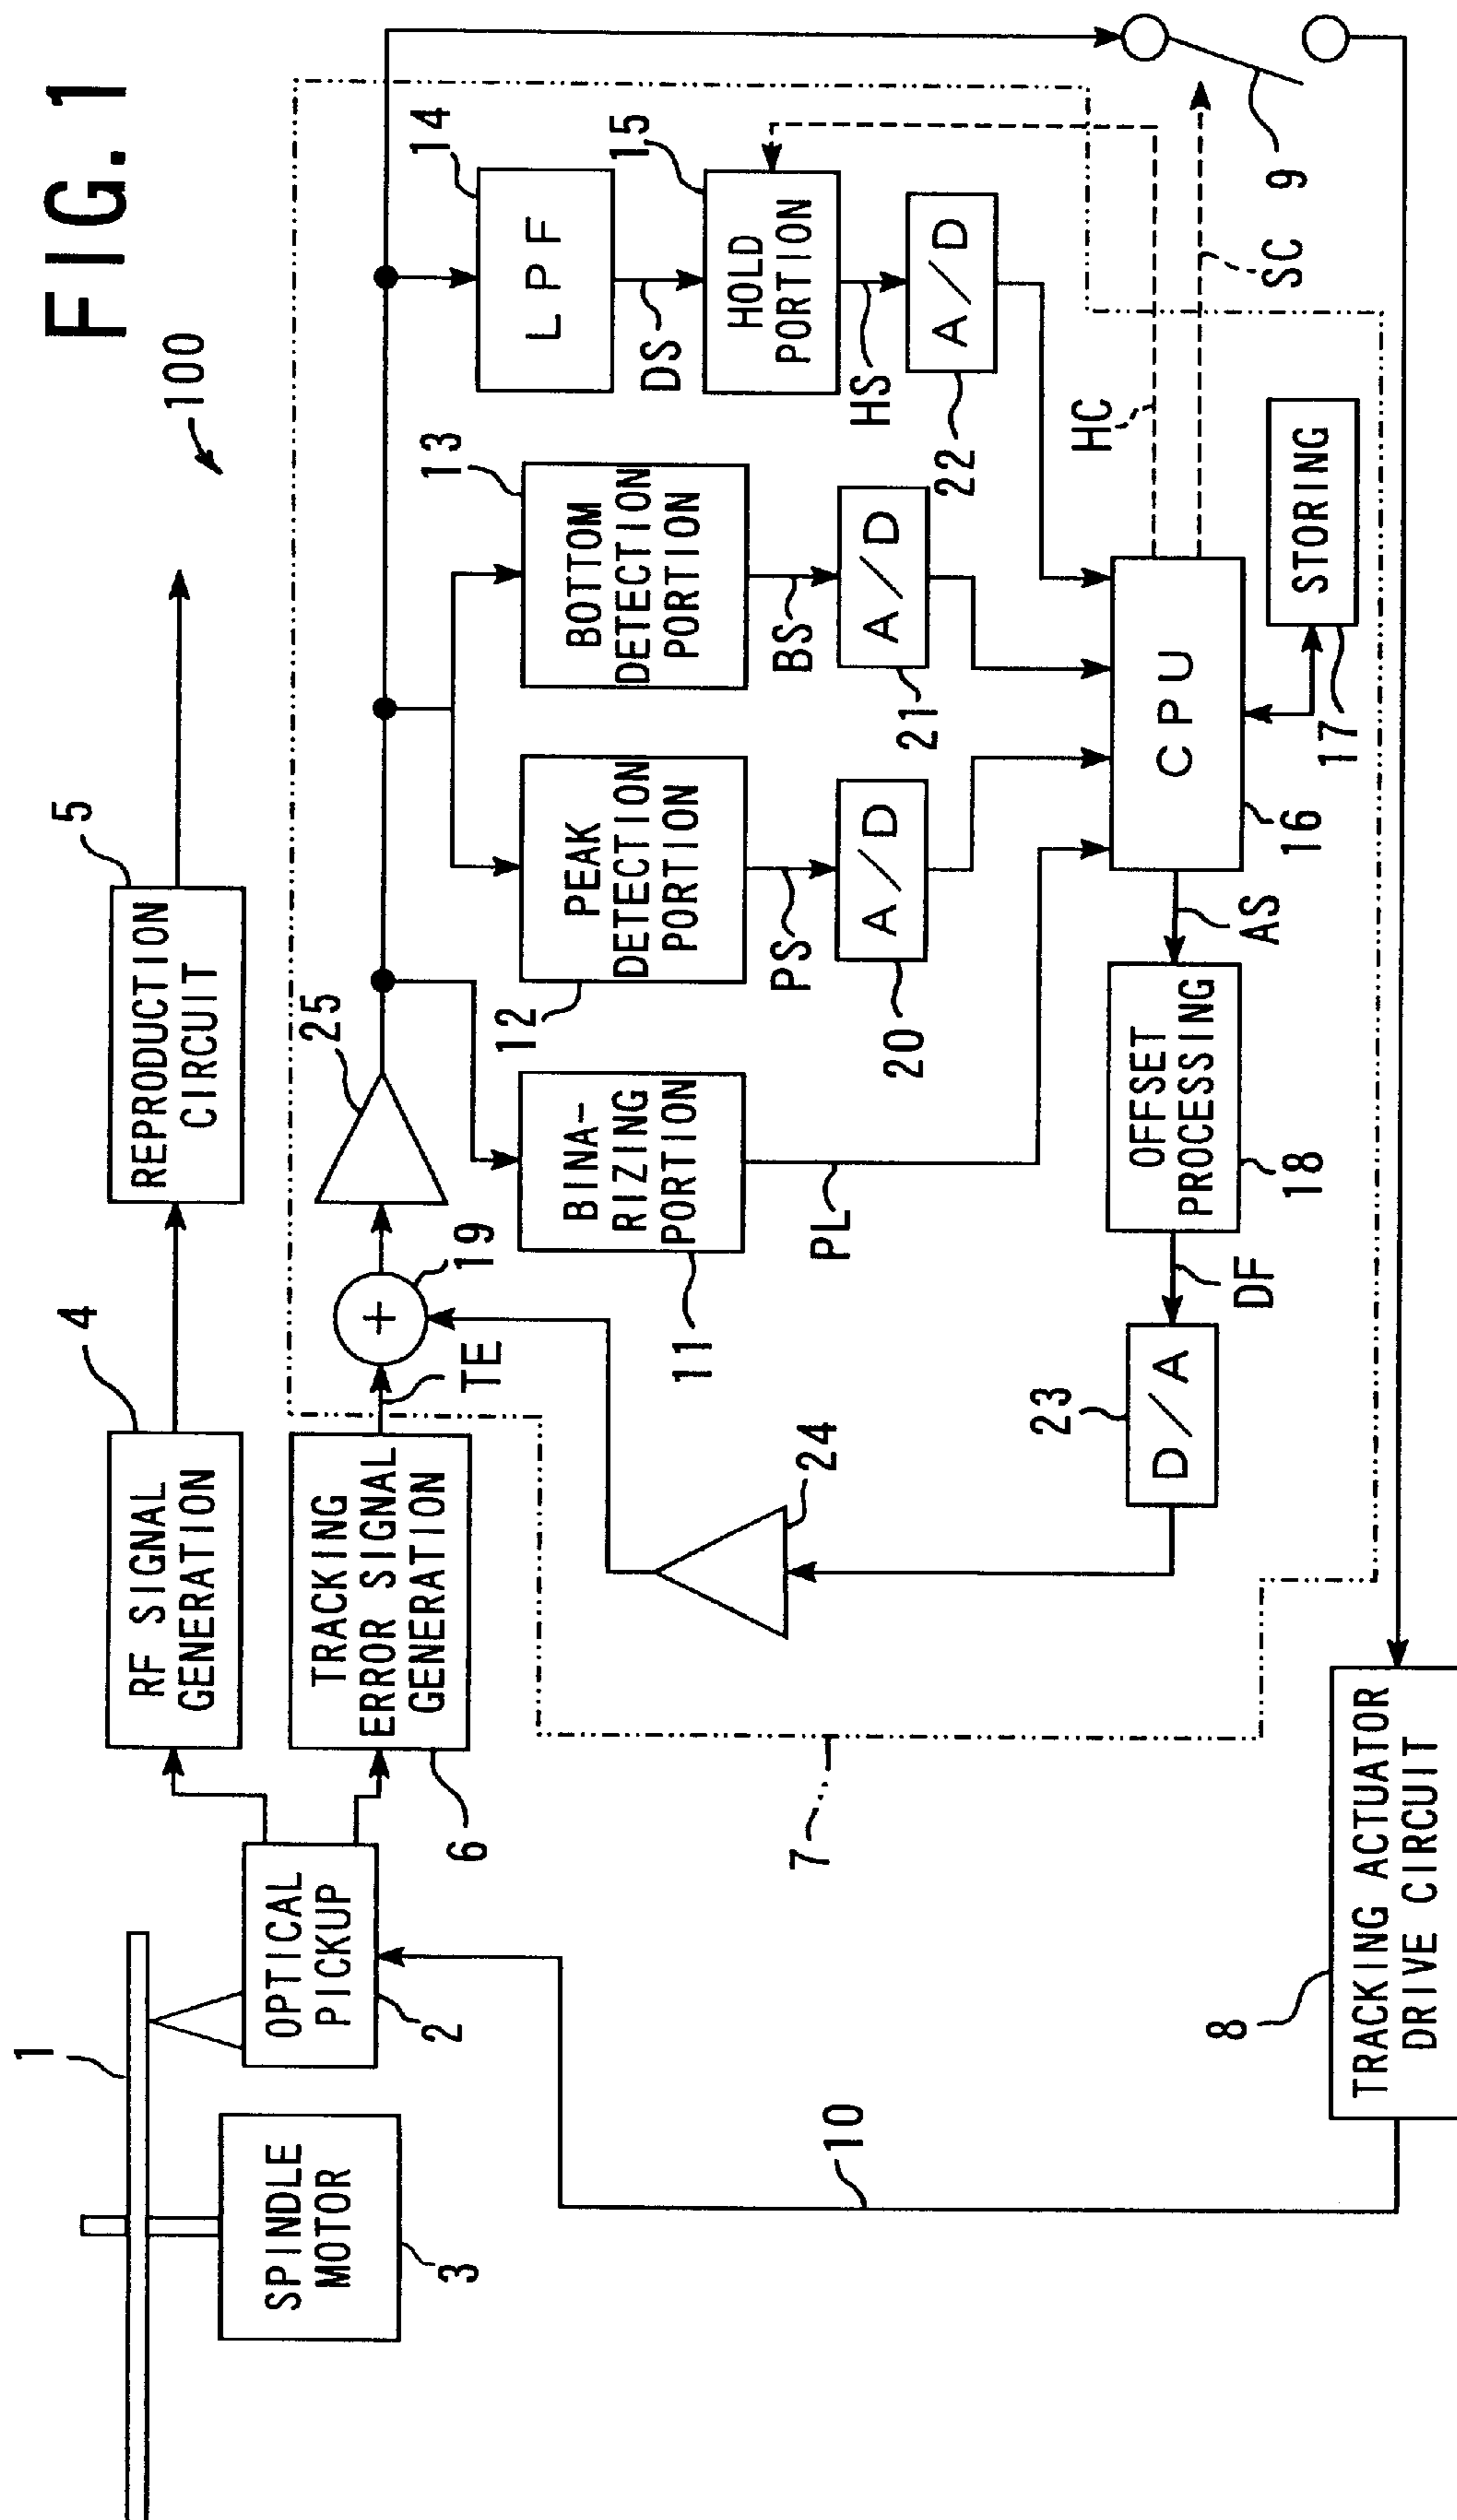 FIG. 1
100
1
SPINDLE
MOTOR
3
OPTICAL
PICKUP
2
RF SIGNAL
GENERATION
4
REPRODUCTION
CIRCUIT
5
TRACKING
ERROR SIGNAL
GENERATION
6
TE
19
+
25
BINA-
RIZING
PORTION
11
PL
PEAK
DETECTION
PORTION
12
PS
BOTTOM
DETECTION
PORTION
13
BS
LPF
14
DS
HOLD
PORTION
15
HS
A/D
20
A/D
21
A/D
22
24
7
10
D/A
23
DF
OFFSET
PROCESSING
18
AS
CPU
16
STORING
17
HC
SC
9
TRACKING ACTUATOR
DRIVE CIRCUIT
8